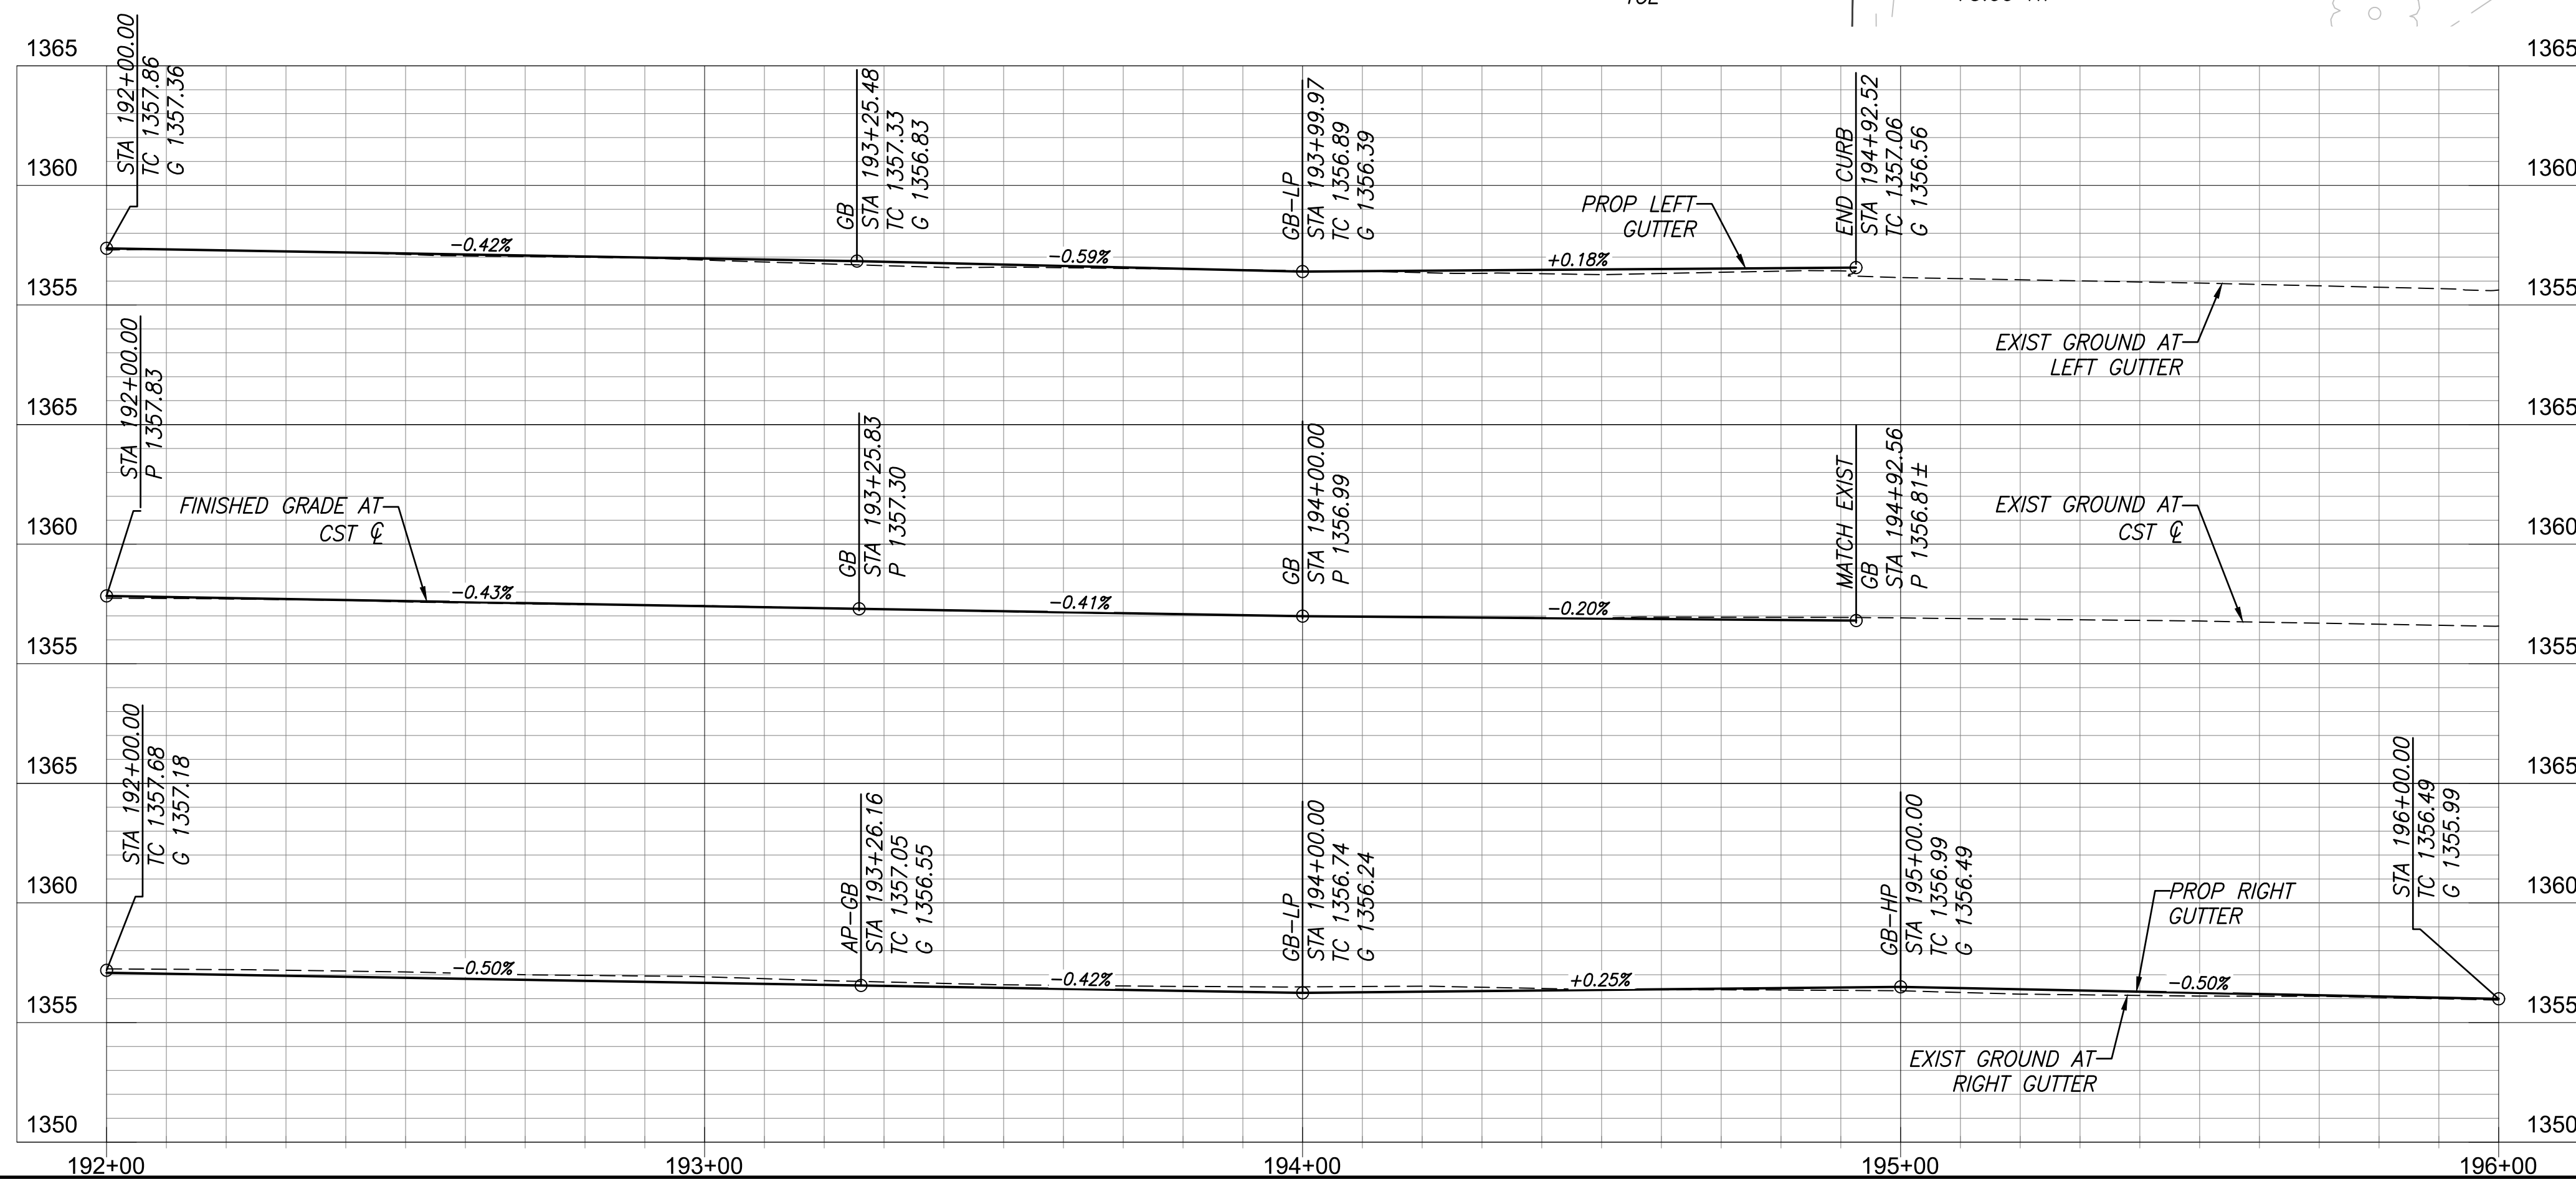 1365
1365
STA 192+00.00
TC 1357.86
G 1357.36
GB
STA 193+25.48
TC 1357.33
G 1356.83
GB-LP
STA 193+99.97
TC 1356.89
G 1356.39
END CURB
STA 194+92.52
TC 1357.06
G 1356.56
1360
1360
PROP LEFT
GUTTER
-0.42%
-0.59%
+0.18%
1355
1355
EXIST GROUND AT
LEFT GUTTER
1365
1365
STA 192+00.00
P 1357.83
GB
STA 193+25.83
P 1357.30
GB
STA 194+00.00
P 1356.99
MATCH EXIST
GB
STA 194+92.56
P 1356.81±
FINISHED GRADE AT
CST ℄
EXIST GROUND AT
CST ℄
1360
1360
-0.43%
-0.41%
-0.20%
1355
1355
1365
1365
STA 192+00.00
TC 1357.68
G 1357.18
AP-GB
STA 193+26.16
TC 1357.05
G 1356.55
GB-LP
STA 194+00.00
TC 1356.74
G 1356.24
GB-HP
STA 195+00.00
TC 1356.99
G 1356.49
STA 196+00.00
TC 1356.49
G 1355.99
1360
1360
PROP RIGHT
GUTTER
-0.50%
-0.42%
+0.25%
-0.50%
1355
1355
EXIST GROUND AT
RIGHT GUTTER
1350
1350
192+00
193+00
194+00
195+00
196+00